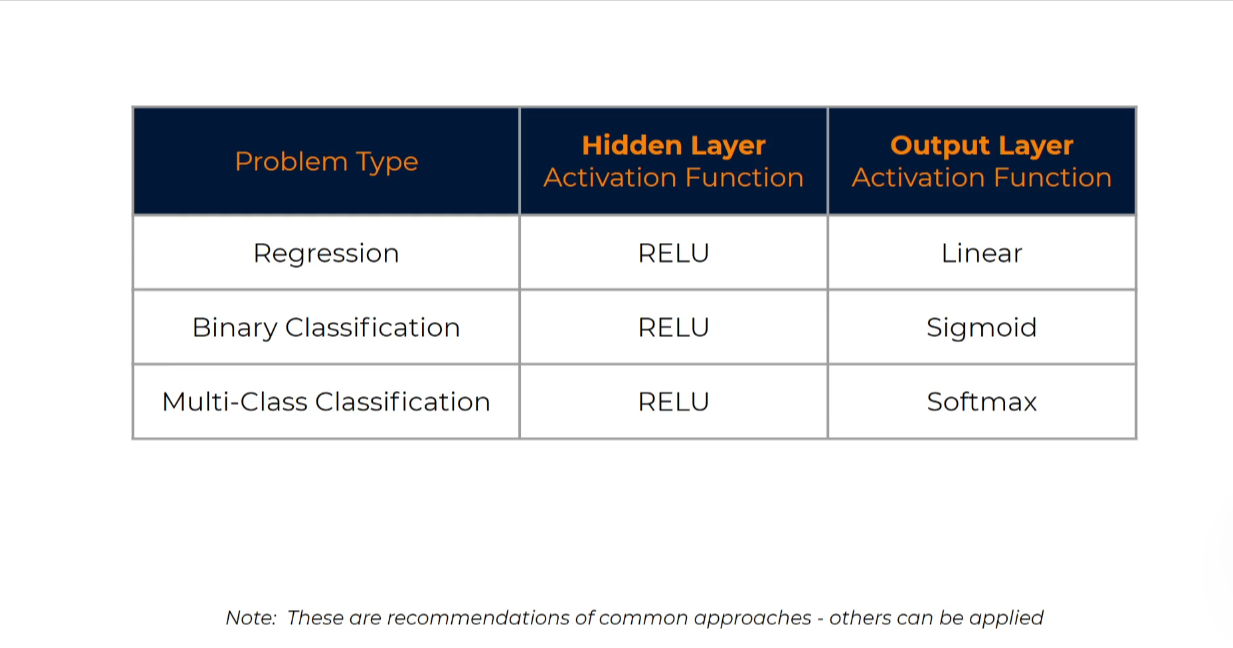 Problem Type
Hidden Layer
Activation Function
Output Layer
Activation Function
Regression
RELU
Linear
Binary Classification
RELU
Sigmoid
Multi-Class Classification
RELU
Softmax
Note: These are recommendations of common approaches - others can be applied